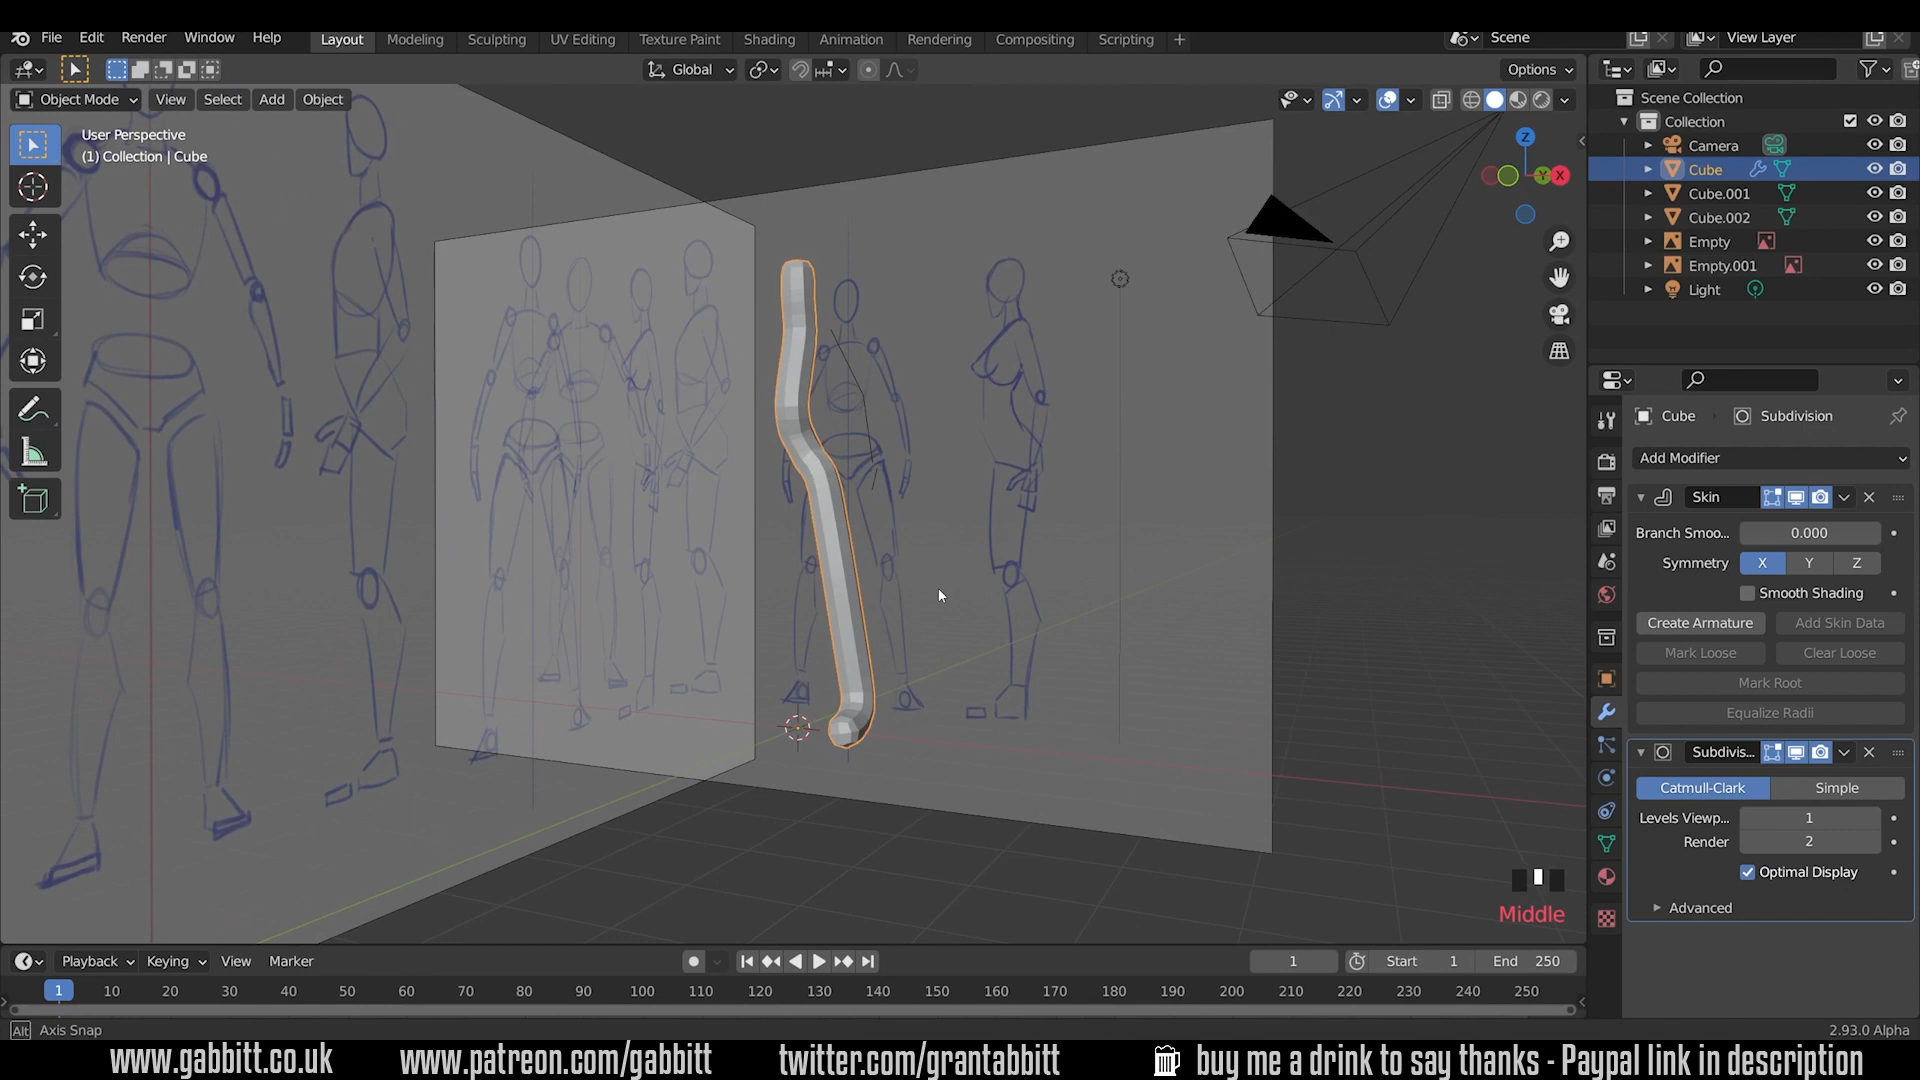 File Edit Render Window Help
Layout Modeling Sculpting UV Editing Texture Paint Shading Animation Rendering Compositing Scripting +
Scene
View Layer
Global
Options
Object Mode View Select Add Object
User Perspective
(1) Collection | Cube
Z
Y X
Scene Collection
Collection
Camera
Cube
Cube.001
Cube.002
Empty
Empty.001
Light
Cube Subdivision
Add Modifier
Skin
Branch Smoo... 0.000
Symmetry X Y Z
Smooth Shading
Create Armature Add Skin Data
Mark Loose Clear Loose
Mark Root
Equalize Radii
Subdivis...
Catmull-Clark Simple
Levels Viewp... 1
Render 2
Optimal Display
Advanced
Middle
Playback Keying View Marker
1 Start 1 End 250
1 10 20 30 40 50 60 70 80 90 100 110 120 130 140 150 160 170 180 190 200 210 220 230 240 250
Alt Axis Snap
2.93.0 Alpha
www.gabbitt.co.uk www.patreon.com/gabbitt twitter.com/grantabbitt buy me a drink to say thanks - Paypal link in description